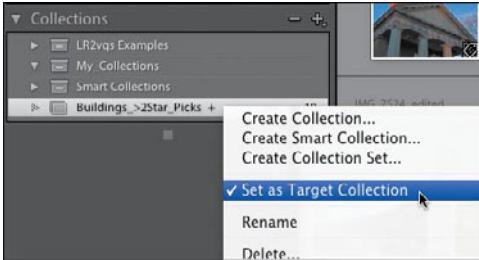 Collections
LR2vqs Examples
My_Collections
Smart Collections
Buildings_>2Star_Picks +
IMG_2524_edited
Create Collection...
Create Smart Collection...
Create Collection Set...
✓ Set as Target Collection
Rename
Delete...